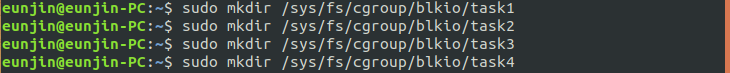 eunjin@eunjin-PC:~$ sudo mkdir /sys/fs/cgroup/blkio/task1
eunjin@eunjin-PC:~$ sudo mkdir /sys/fs/cgroup/blkio/task2
eunjin@eunjin-PC:~$ sudo mkdir /sys/fs/cgroup/blkio/task3
eunjin@eunjin-PC:~$ sudo mkdir /sys/fs/cgroup/blkio/task4